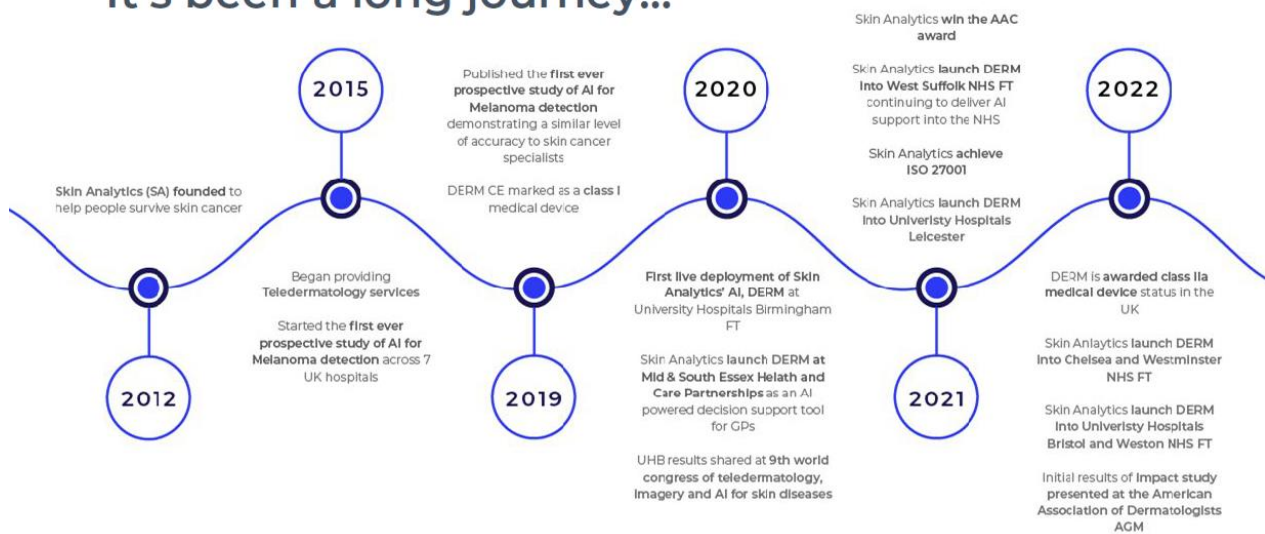 It's been a long journey...
Skin Analytics (SA) founded to
help people survive skin cancer
2012
2015
Began providing
Teledermatology services
Started the first ever
prospective study of AI for
Melanoma detection across 7
UK hospitals
Published the first ever
prospective study of AI for
Melanoma detection
demonstrating a similar level
of accuracy to skin cancer
specialists
DERM CE marked as a class I
medical device
2019
2020
First live deployment of Skin
Analytics' AI, DERM at
University Hospitals Birmingham
FT
Skin Analytics launch DERM at
Mid & South Essex Helath and
Care Partnerships as an AI
powered decision support tool
for GPs
UHB results shared at 9th world
congress of teledermatology,
Imagery and AI for skin diseases
Skin Analytics win the AAC
award
Skin Analytics launch DERM
Into West Suffolk NHS FT
continuing to deliver AI
support into the NHS
Skin Analytics achieve
ISO 27001
Skin Analytics launch DERM
Into Univeristy Hospitals
Leicester
2021
2022
DERM is awarded class IIa
medical device status in the
UK
Skin Anlaytics launch DERM
Into Chelsea and Westminster
NHS FT
Skin Analytics launch DERM
Into Univeristy Hospitals
Bristol and Weston NHS FT
Initial results of Impact study
presented at the American
Association of Dermatologists
AGM